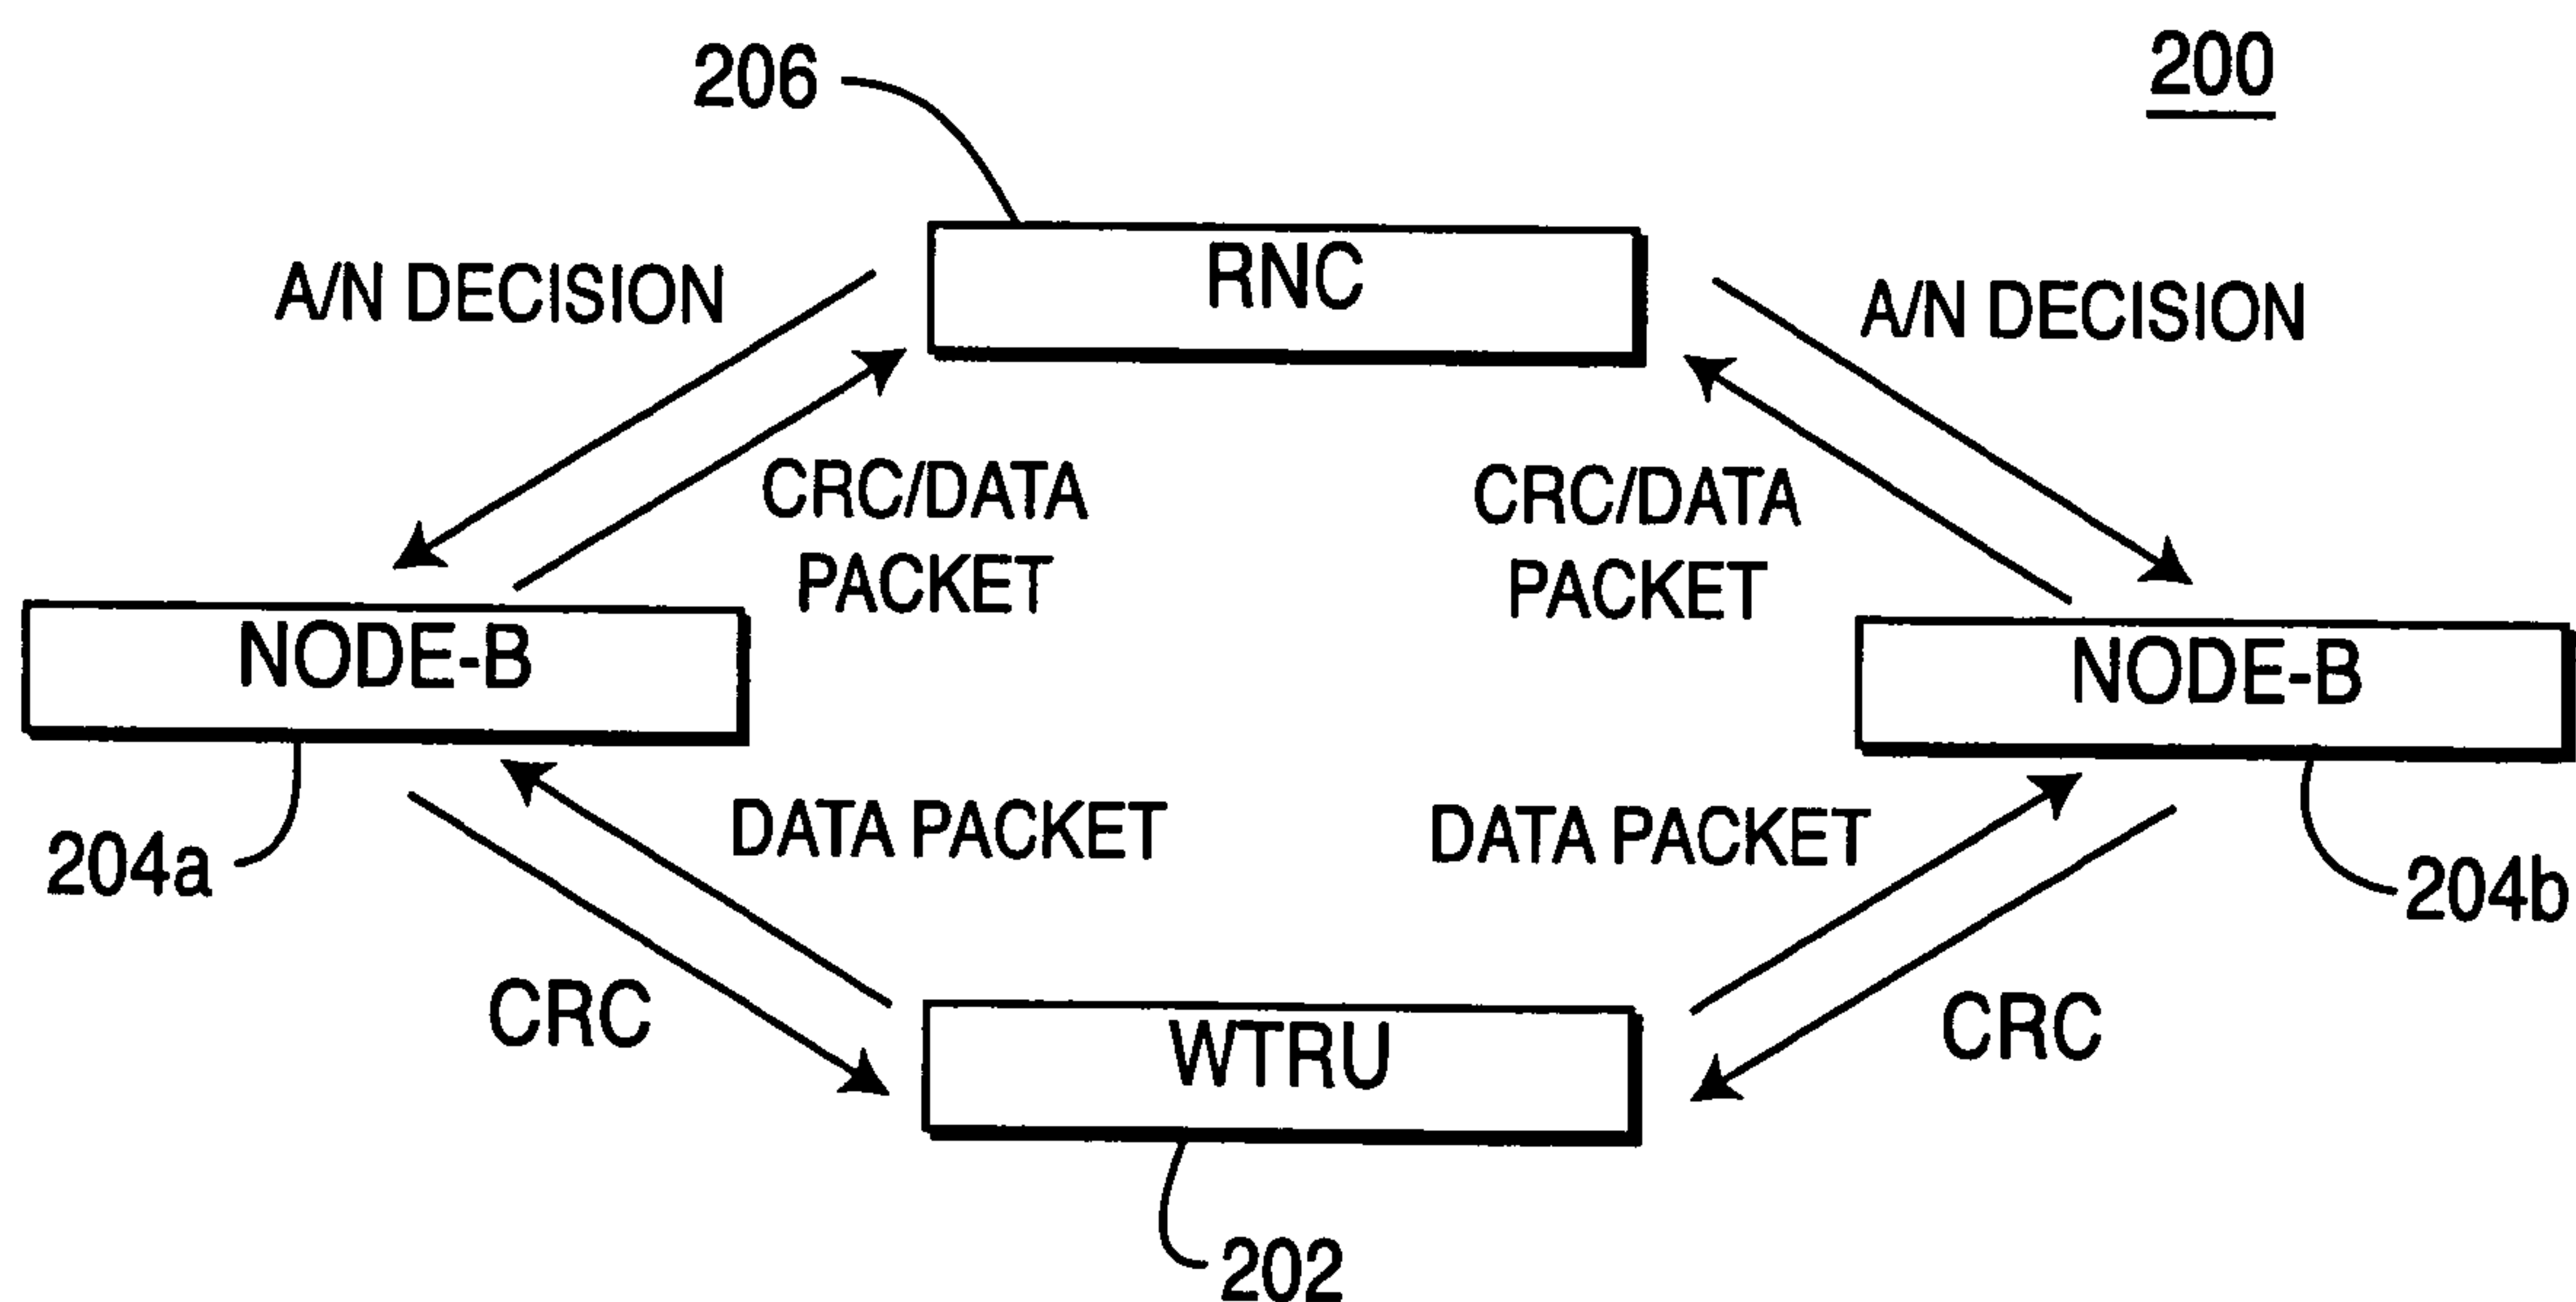 200
206
RNC
A/N DECISION
A/N DECISION
CRC/DATA
PACKET
CRC/DATA
PACKET
NODE-B
NODE-B
204a
DATA PACKET
DATA PACKET
204b
CRC
CRC
WTRU
202